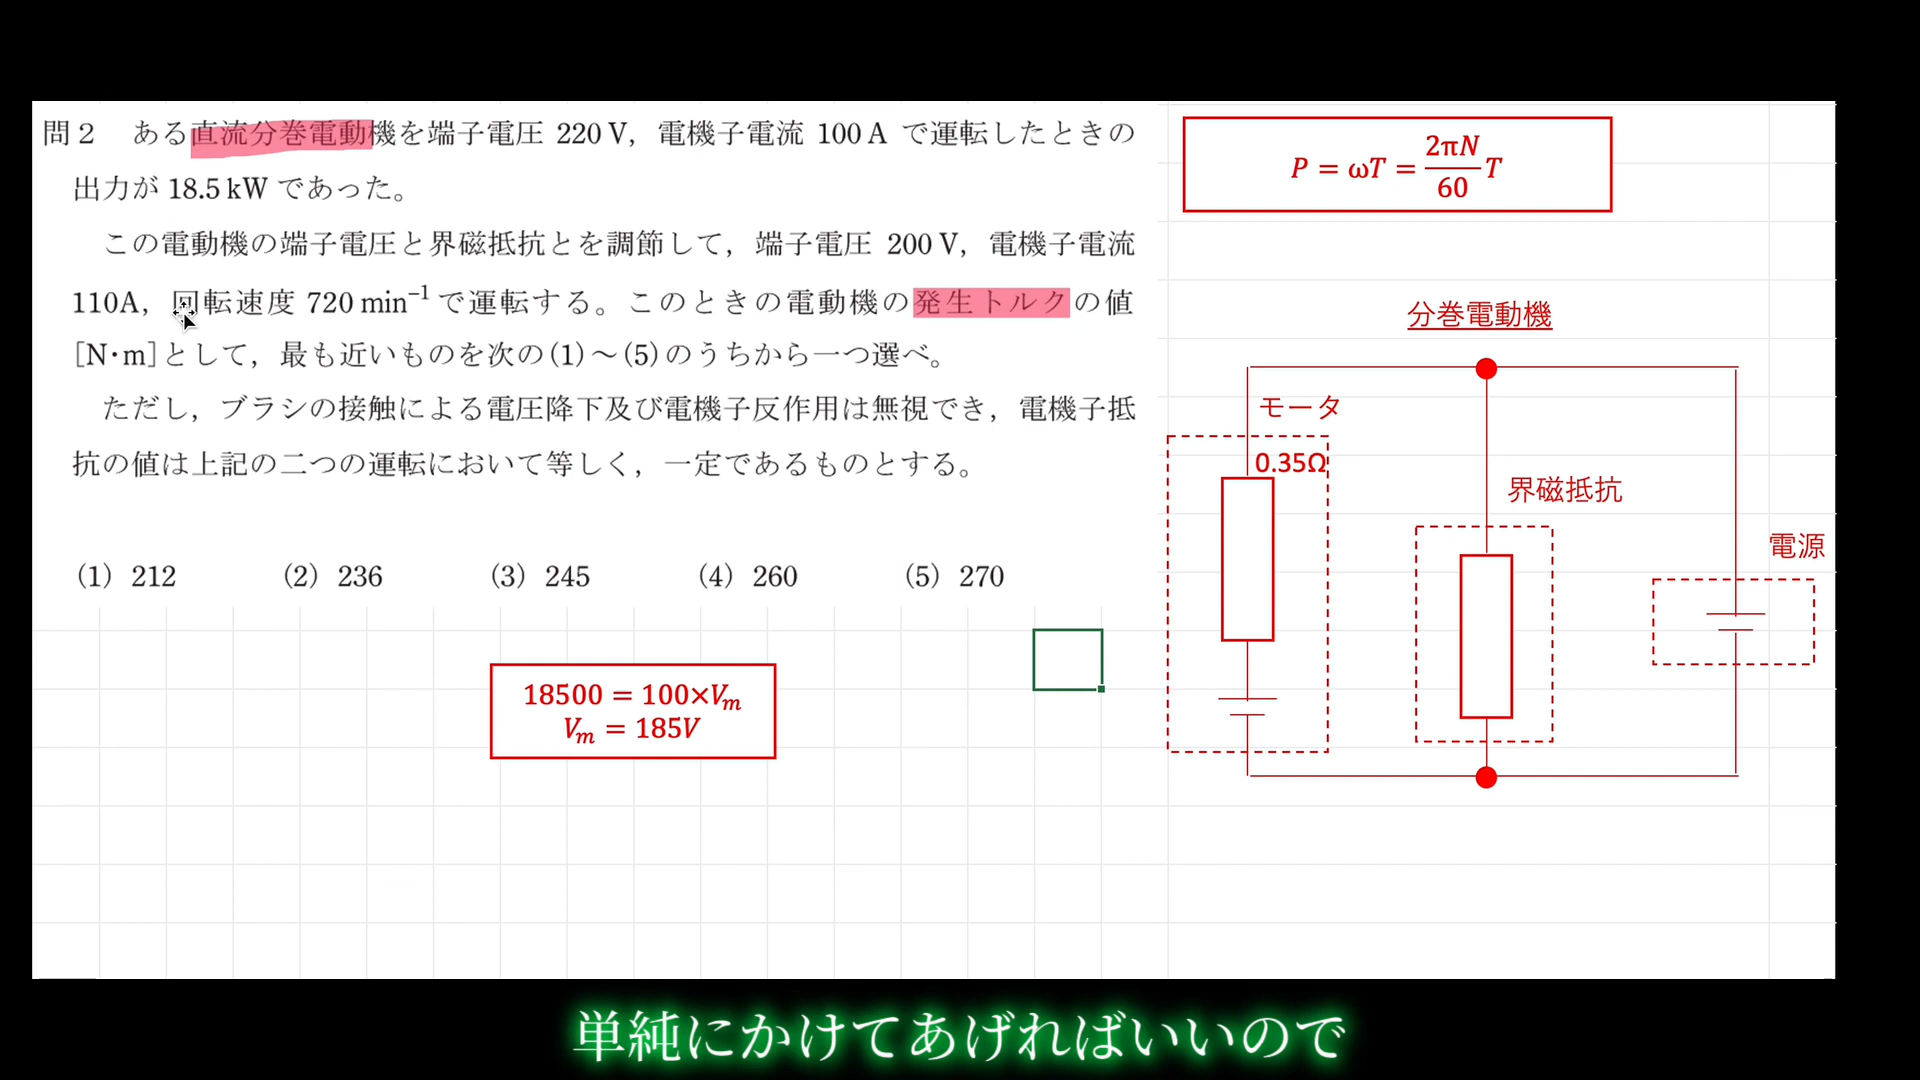 問２　ある直流分巻電動機を端子電圧 220 V，電機子電流 100 A で運転したときの
出力が 18.5 kW であった。
この電動機の端子電圧と界磁抵抗とを調節して，端子電圧 200 V，電機子電流
110A，回転速度 720 min⁻¹ で運転する。このときの電動機の発生トルクの値
[N·m]として，最も近いものを次の(1)～(5)のうちから一つ選べ。
ただし，ブラシの接触による電圧降下及び電機子反作用は無視でき，電機子抵
抗の値は上記の二つの運転において等しく，一定であるものとする。
(1) 212　(2) 236　(3) 245　(4) 260　(5) 270
18500 = 100×Vm
Vm = 185V
P = ωT = 2πN/60 T
分巻電動機
モータ
0.35Ω
界磁抵抗
電源
単純にかけてあげればいいので